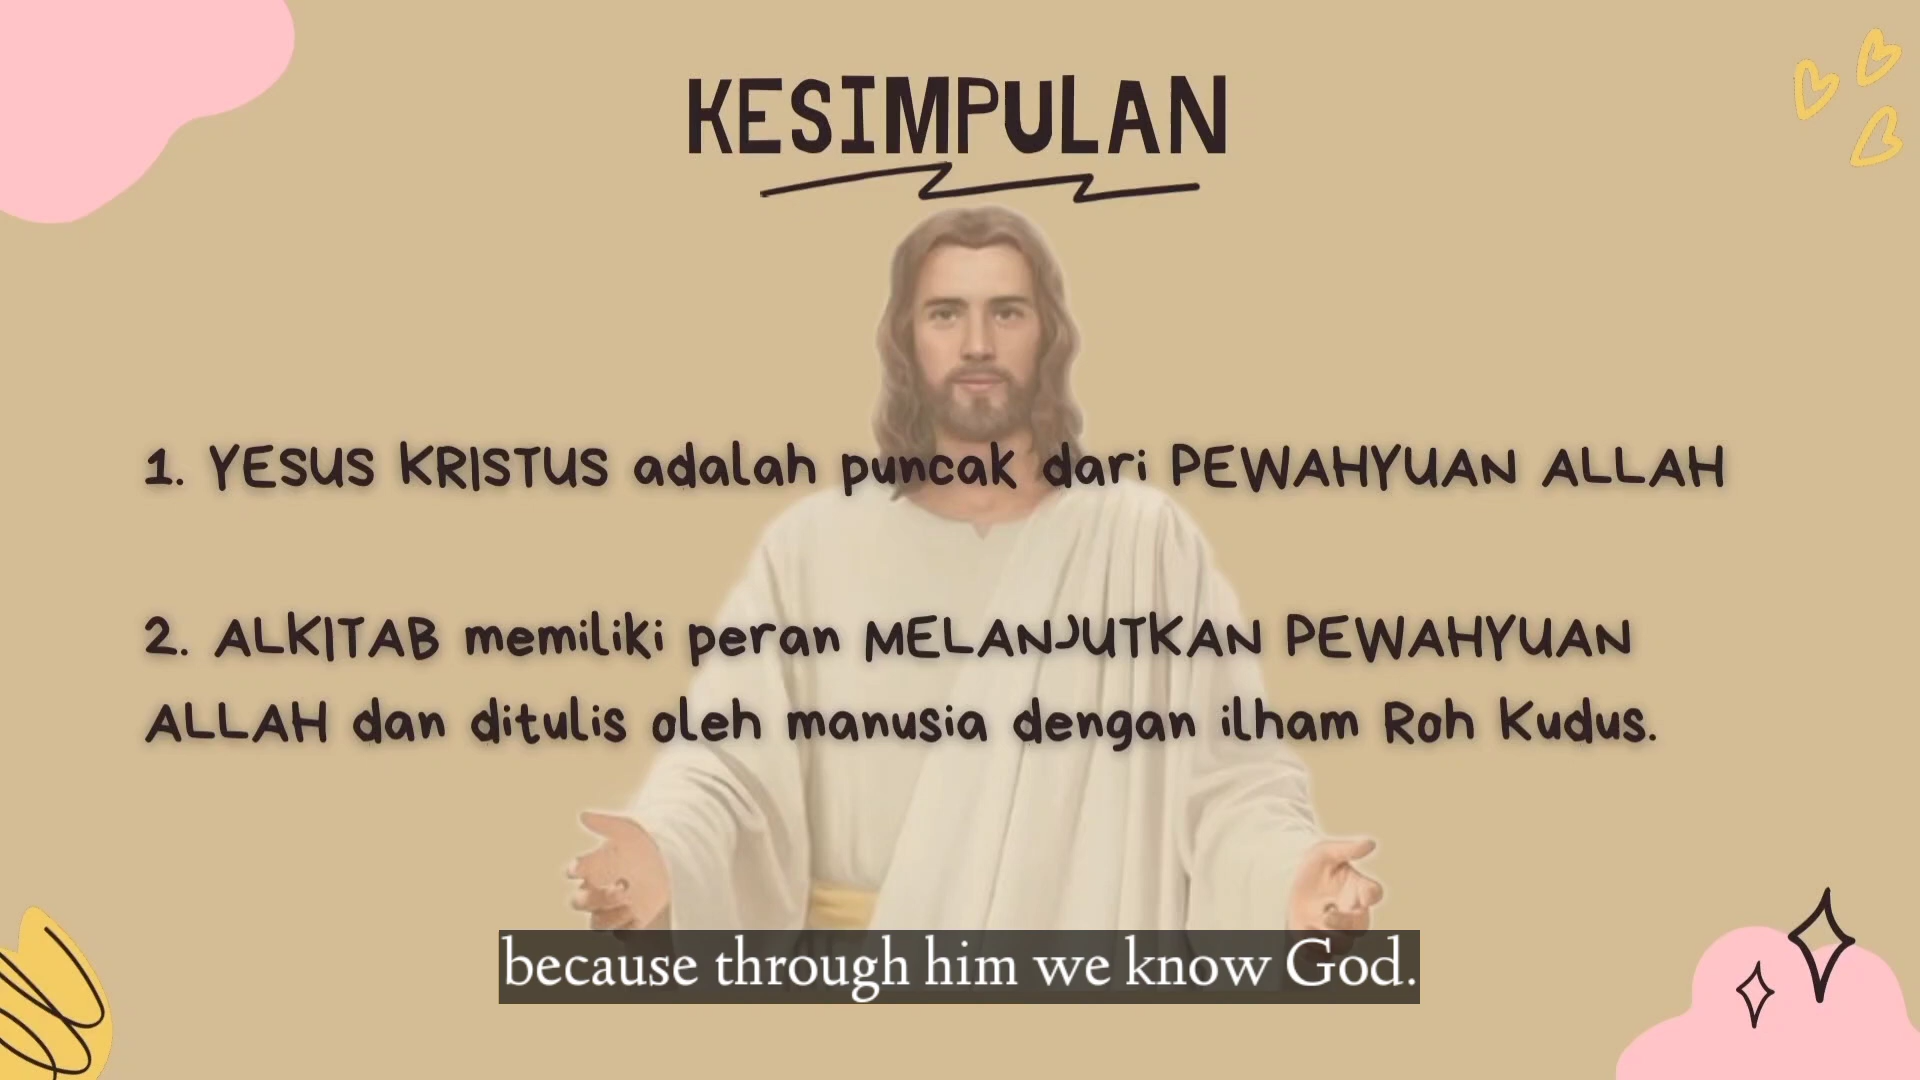 KESIMPULAN
1. YESUS KRISTUS adalah puncak dari PEWAHYUAN ALLAH
2. ALKITAB memiliki peran MELANJUTKAN PEWAHYUAN
ALLAH dan ditulis oleh manusia dengan ilham Roh Kudus.
because through him we know God.